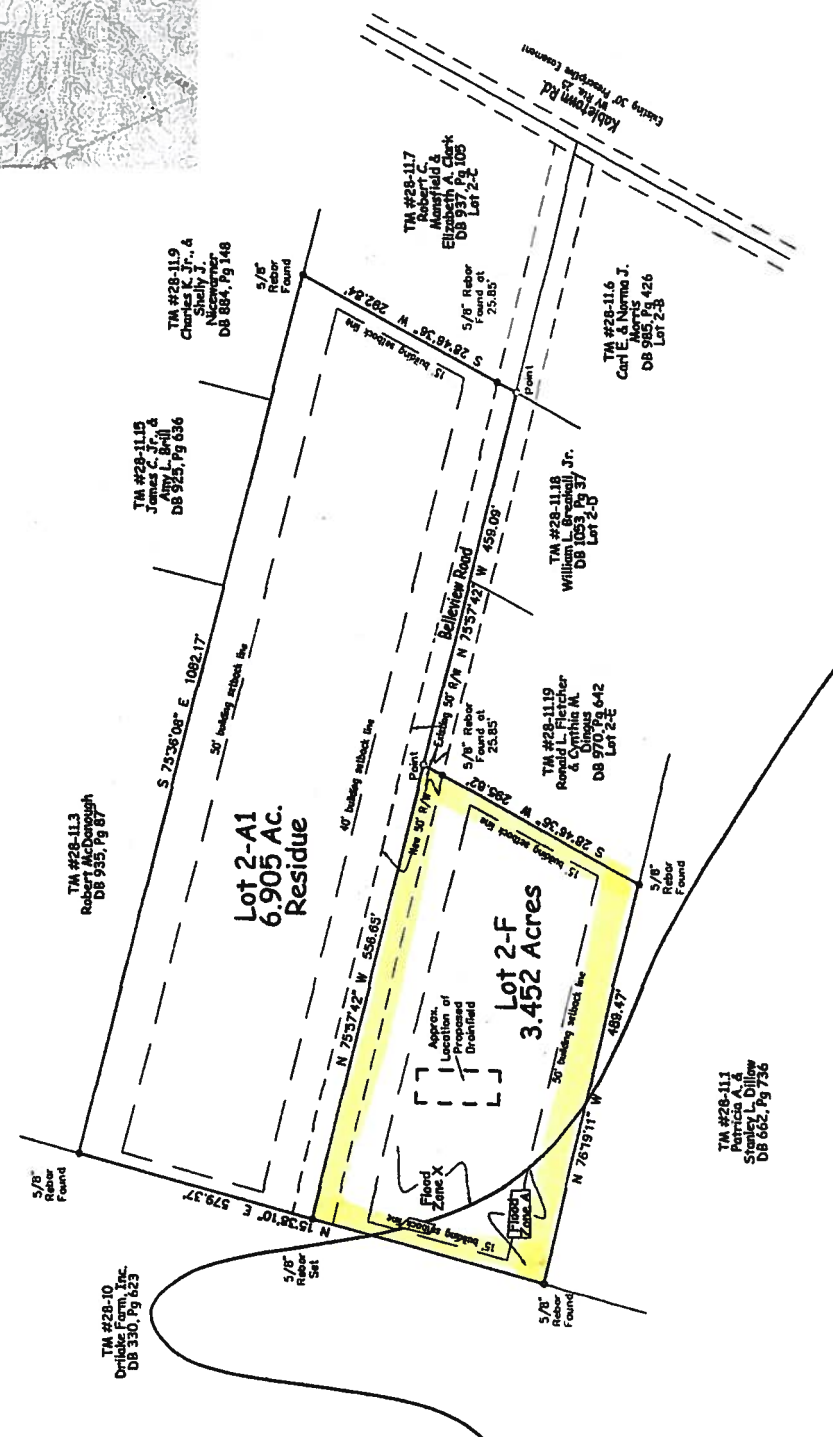 Kabletown Rd.
WV Rte. 25
Existing 30' Prescriptive Easement
TM #28-11.7
Robert C.
Mansfield &
Elizabeth A. Clark
DB 937, Pg 105
Lot 2-C
TM #28-11.9
Charles K. Jr., &
Shelly J.
Nicewarner
DB 884, Pg 148
5/8"
Rebar
Found
S 28°46'36" W 292.84'
15' building setback line
5/8" Rebar
Found at
25.85'
TM #28-11.6
Carl E. & Norma J.
Morris
DB 985, Pg 426
Lot 2-B
Point
TM #28-11.15
James C. Jr., &
Amy L. Brill
DB 925, Pg 636
TM #28-11.18
William L. Breakall, Jr.
DB 1053, Pg 37
Lot 2-D
Belleview Road
N 75°57'42" W 459.09'
Existing 50' R/W
S 75°36'08" E 1082.17'
50' building setback line
40' building setback line
TM #28-11.19
Ronald L. Fletcher
& Cynthia M.
Dingus
DB 970, Pg 642
Lot 2-E
5/8" Rebar
Found at
25.85'
Point
New 50' R/W
S 28°46'36" W 295.62'
15' building setback line
5/8"
Rebar
Found
TM #28-11.3
Robert McDonough
DB 935, Pg 87
Lot 2-A1
6.905 Ac.
Residue
N 75°57'42" W 556.65'
Lot 2-F
3.452 Acres
Approx.
Location of
Proposed
Drainfield
50' building setback line
N 76°19'11" W 489.47'
TM #28-11.1
Patricia A. &
Stanley L. Dillow
DB 662, Pg 736
Flood
Zone X
Flood
Zone A
15' building setback line
5/8"
Rebar
Found
N 15°38'10" E 579.37'
5/8"
Rebar
Set
5/8"
Rebar
Found
TM #28-10
Drilake Farm, Inc.
DB 330, Pg 623